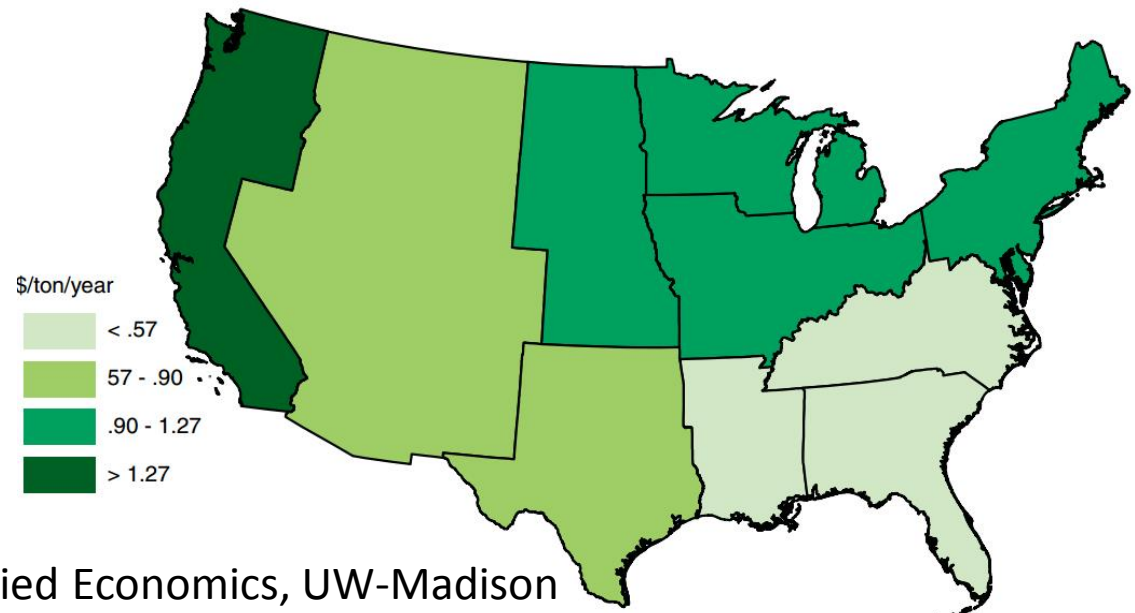 $/ton/year
< .57
57 - .90
.90 - 1.27
> 1.27
ied Economics, UW-Madison